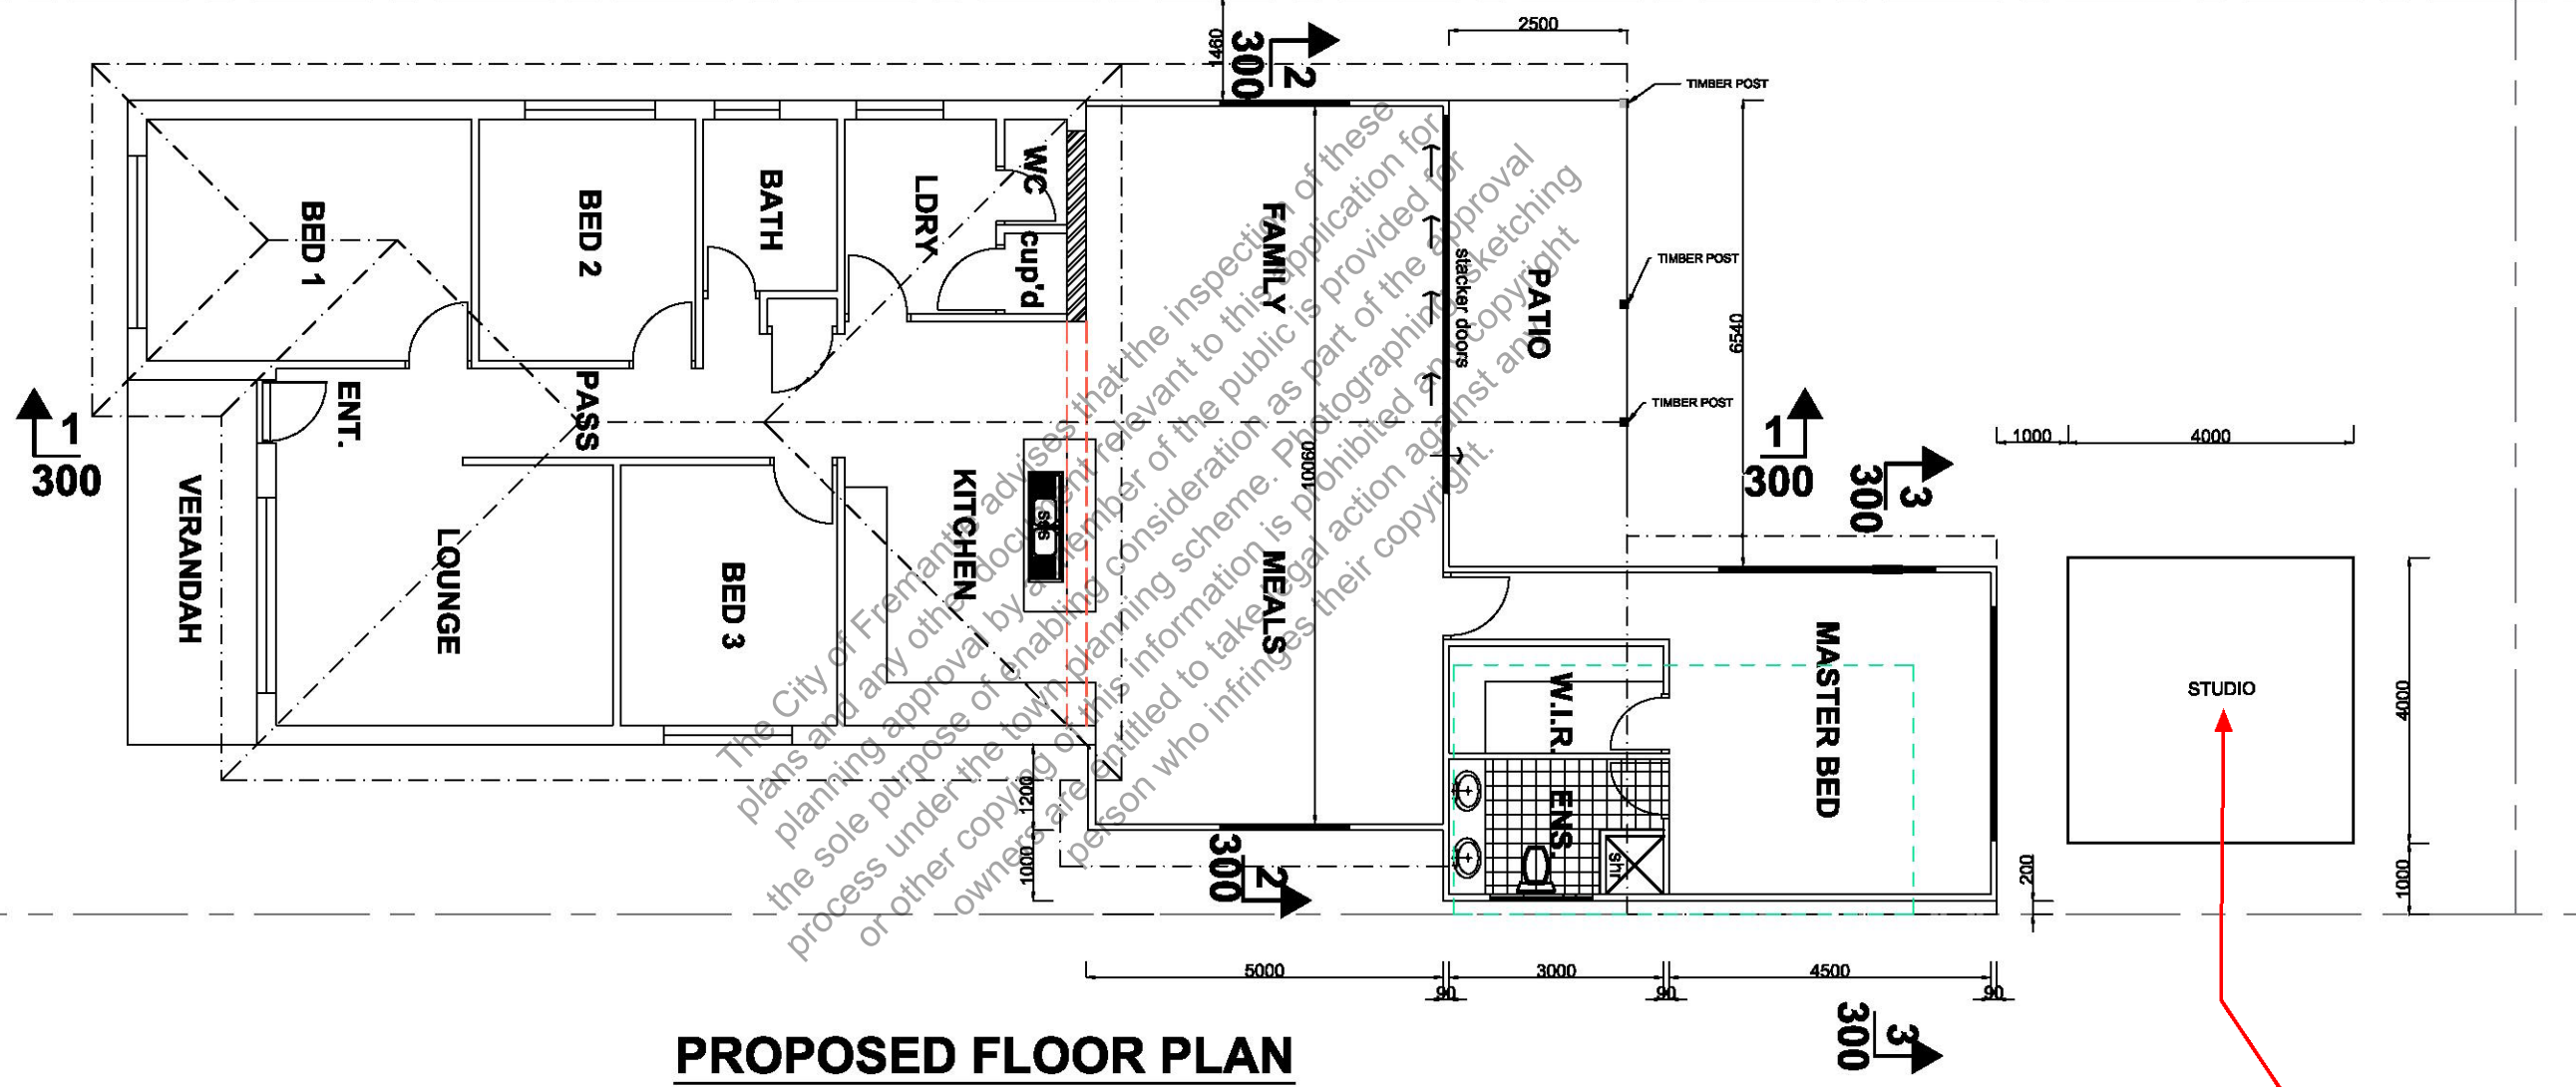 2500
1460
2
300
TIMBER POST
TIMBER POST
TIMBER POST
BED 1
BED 2
BATH
LDRY
WC
cup'd
FAMILY
PATIO
stacker doors
6540
10060
ENT.
PASS
1
300
1
300
3
300
1000
4000
VERANDAH
LOUNGE
BED 3
KITCHEN
MEALS
W.I.R.
ENS.
shr
MASTER BED
STUDIO
4000
1000
200
1200
1000
2
300
5000
3000
4500
90
90
90
3
300
The City of Fremantle advises that the inspection of these
plans and any other document relevant to this application for
planning approval by a member of the public is provided for
the sole purpose of enabling consideration as part of the approval
process under the town planning scheme. Photographing, sketching
or other copying of this information is prohibited and copyright
owners are entitled to take legal action against any
person who infringes their copyright.
PROPOSED FLOOR PLAN